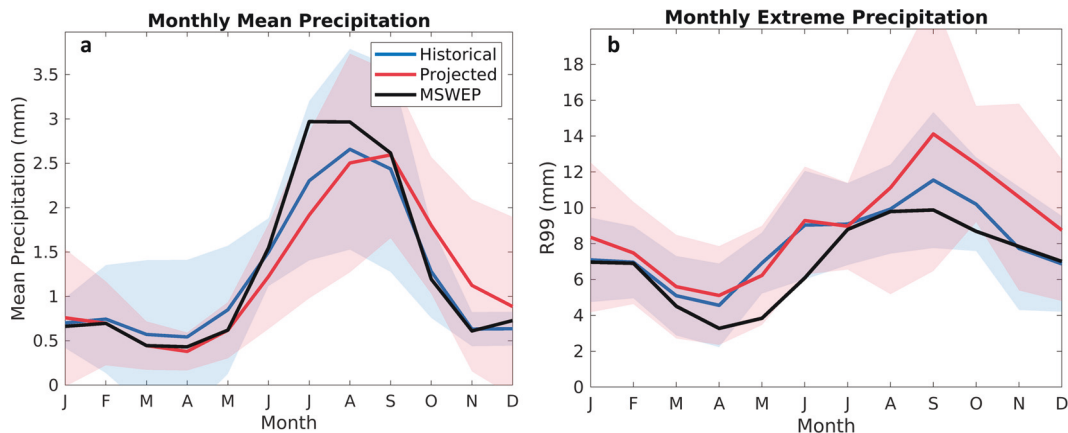 Monthly Mean Precipitation
a
Historical
Projected
MSWEP
Mean Precipitation (mm)
3.5
3
2.5
2
1.5
1
0.5
0
J F M A M J J A S O N D
Month
Monthly Extreme Precipitation
b
R99 (mm)
18
16
14
12
10
8
6
4
2
0
J F M A M J J A S O N D
Month